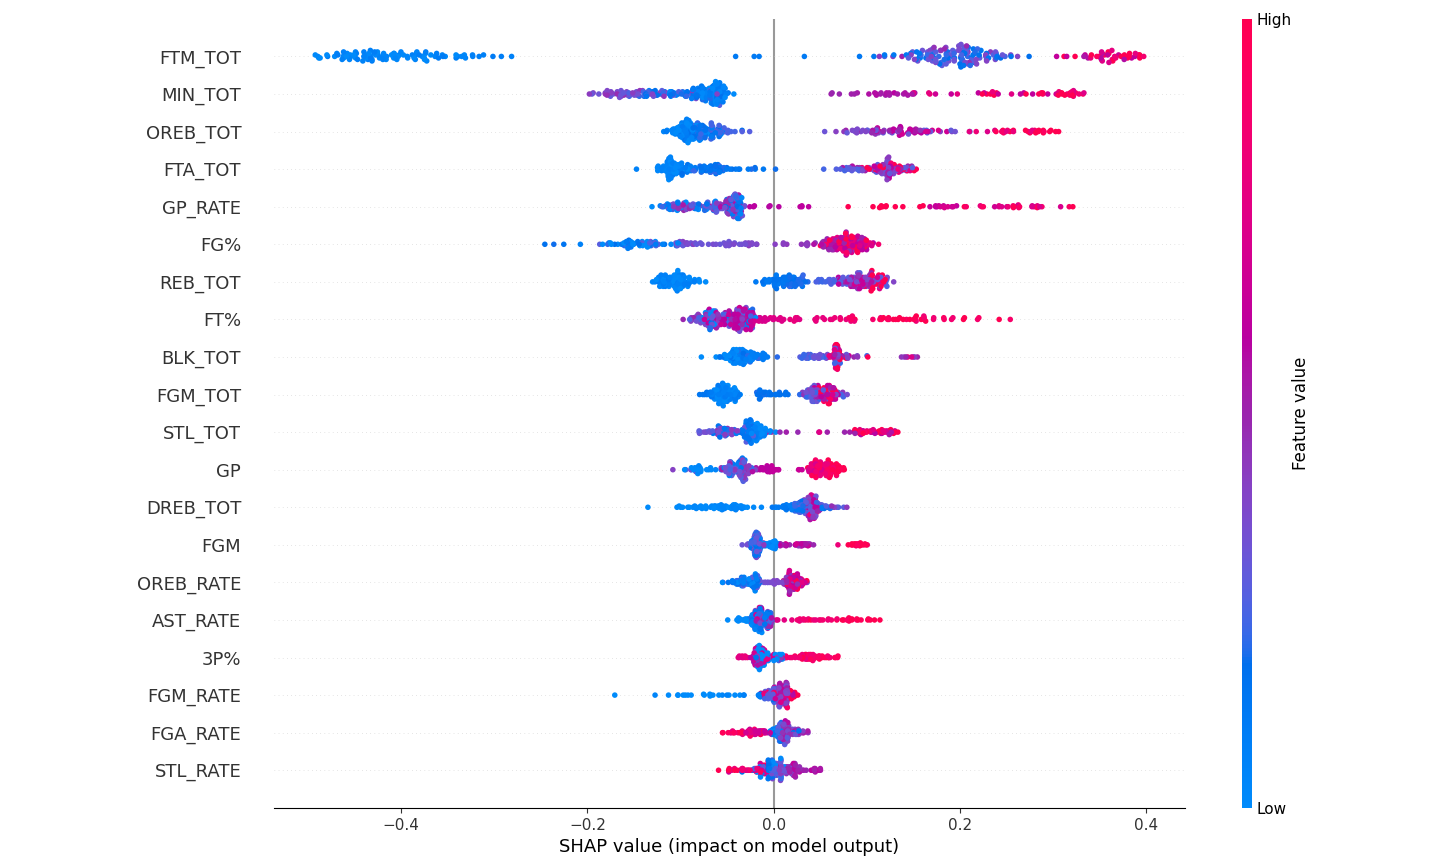 High
FTM_TOT
MIN_TOT
OREB_TOT
FTA_TOT
GP_RATE
FG%
REB_TOT
FT%
BLK_TOT
FGM_TOT
STL_TOT
GP
DREB_TOT
FGM
OREB_RATE
AST_RATE
3P%
FGM_RATE
FGA_RATE
STL_RATE
Feature value
Low
−0.4 −0.2 0.0 0.2 0.4
SHAP value (impact on model output)